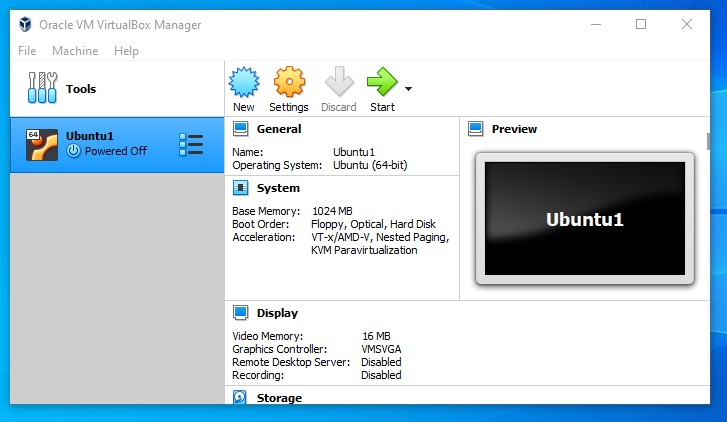 Oracle VM VirtualBox Manager
File Machine Help
Tools
New Settings Discard Start
64
Ubuntu1
Powered Off
General
Name: Ubuntu1
Operating System: Ubuntu (64-bit)
System
Base Memory: 1024 MB
Boot Order: Floppy, Optical, Hard Disk
Acceleration: VT-x/AMD-V, Nested Paging,
KVM Paravirtualization
Preview
Ubuntu1
Display
Video Memory: 16 MB
Graphics Controller: VMSVGA
Remote Desktop Server: Disabled
Recording: Disabled
Storage